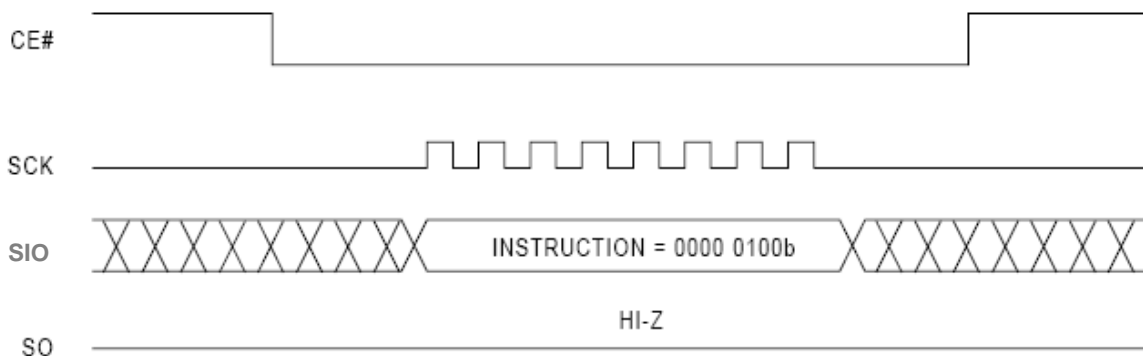 CE#
SCK
SIO
INSTRUCTION = 0000 0100b
HI-Z
SO